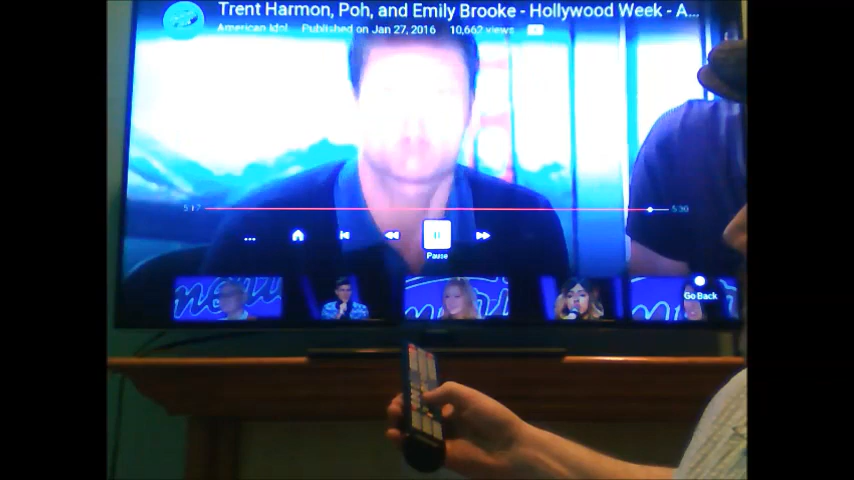 Trent Harmon, Poh, and Emily Brooke - Hollywood Week - A...
American Idol Published on Jan 27, 2016 10,662 views
5:17 5:30
Pause
Go Back